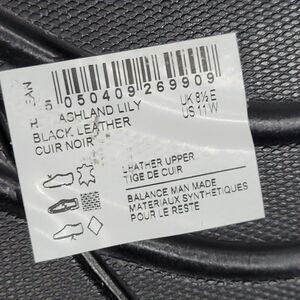 050409 269909
ACHLAND LILY
BLACK LEATHER
CUIR NOIR
UK 8½ E
US 11 W
LEATHER UPPER
TIGE DE CUIR
BALANCE MAN MADE
MATERIAUX SYNTHETIQUES
POUR LE RESTE